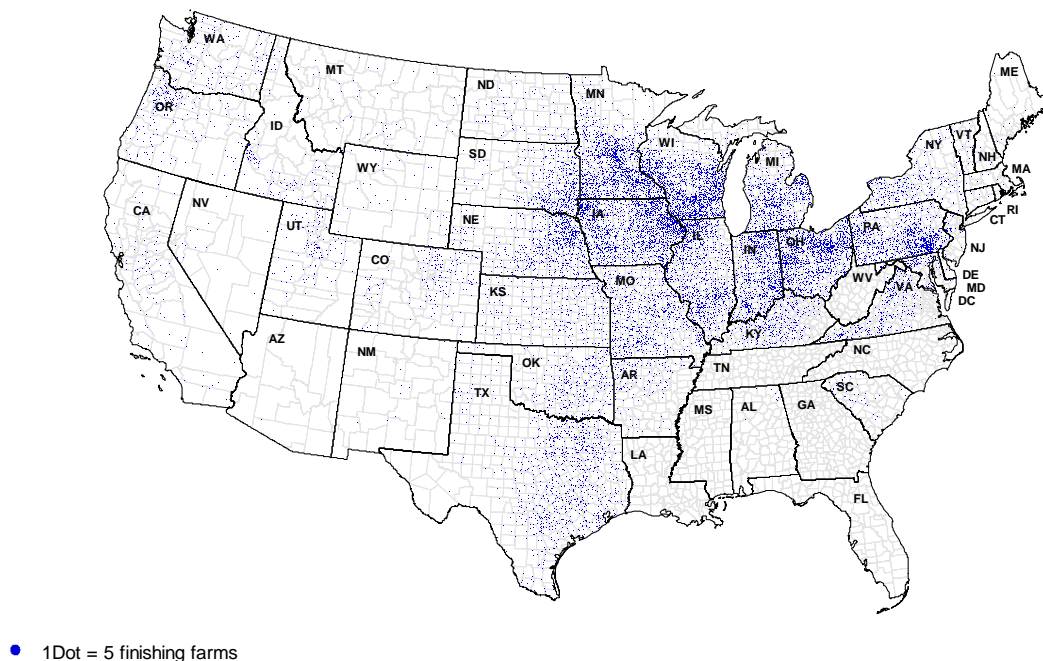 WA
MT
ND
MN
ME
OR
ID
SD
WI
MI
NY
VT
NH
MA
WY
NE
IA
RI
CT
CA
NV
UT
CO
IL
IN
OH
PA
NJ
KS
MO
WV
VA
DE
MD
DC
KY
AZ
NM
OK
AR
TN
NC
TX
MS
AL
GA
SC
LA
FL
1Dot = 5 finishing farms